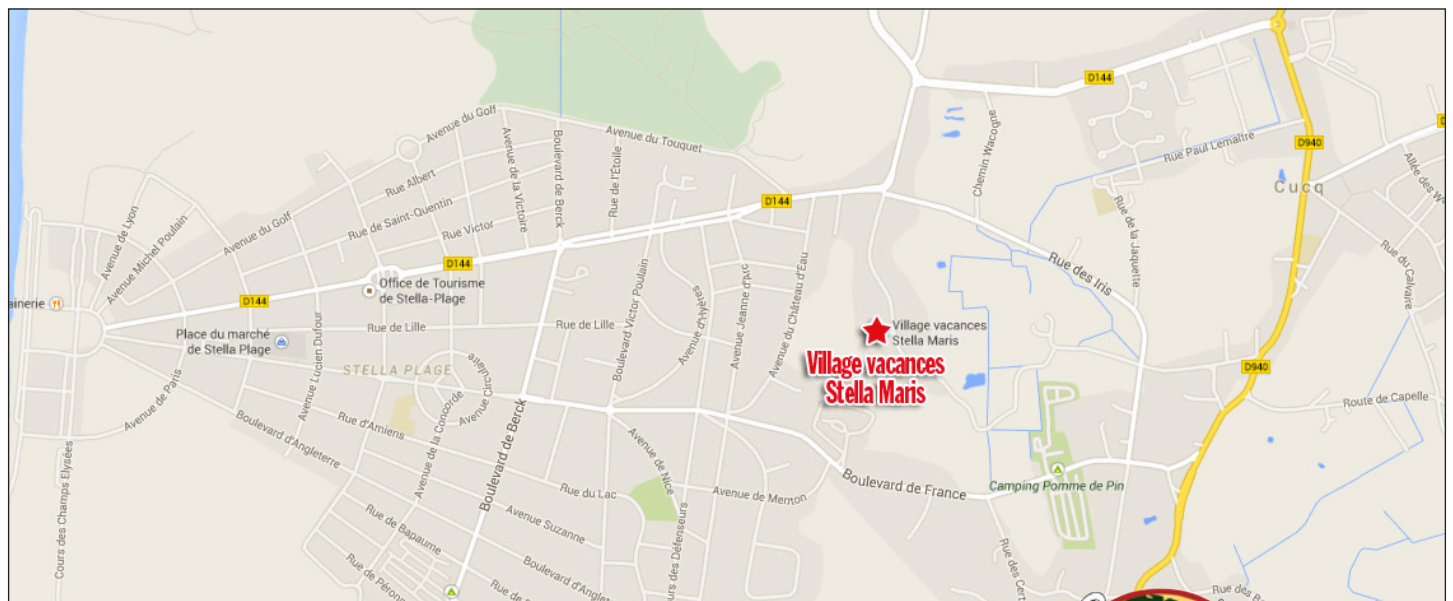 D144
Avenue du Golf
Avenue du Touquet
Chemin Wacogna
D940
Rue Paul Lemaître
Cucq
Rue Albert
Avenue de la Victoire
Boulevard de Berck
Rue de l'Étoile
Rue de Saint-Quentin
Rue Victor
D144
Rue de la Jaquette
Avenue de Lyon
Avenue Michel Poulain
Avenue du Golf
D144
Office de Tourisme
de Stella-Plage
Rue des Iris
Rue du Calvaire
D144
Place du marché
de Stella Plage
Rue de Lille
Rue de Lille
Avenue Lucien Dufour
Boulevard Victor Poulain
Avenue d'Hyères
Avenue Jeanne d'Arc
Avenue du Château d'Eau
Village vacances
Stella Maris
Village vacances
Stella Maris
STELLA PLAGE
Avenue Circulaire
D940
Avenue de Paris
Rue d'Amiens
Avenue de la Concorde
Boulevard de Berck
Route de Capelle
Boulevard d'Angleterre
Avenue de Nice
Boulevard de France
Camping Pomme de Pin
Cours des Champs Elysées
Rue du Lac
Avenue de Menton
Avenue Suzanne
Rue de Bapaume